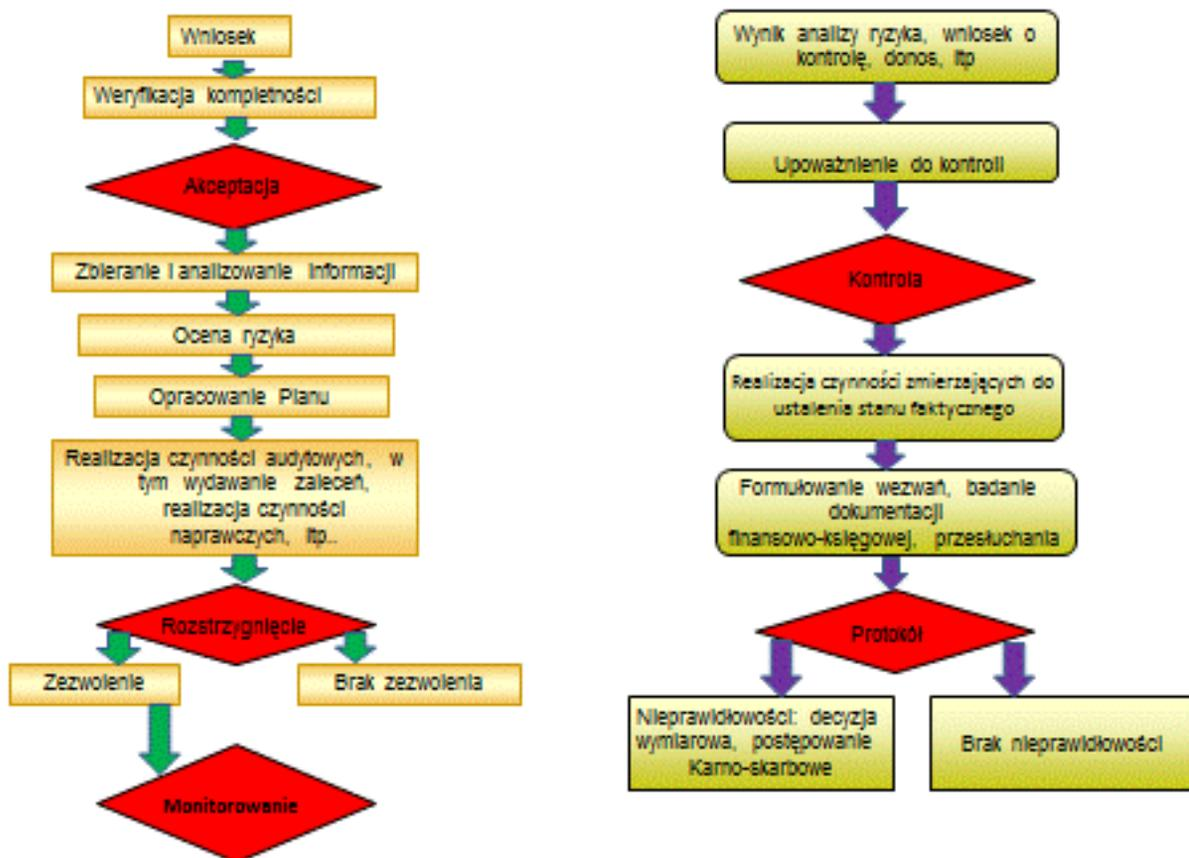 Wniosek
Weryfikacja kompletności
Akceptacja
Zbieranie i analizowanie informacji
Ocena ryzyka
Opracowanie Planu
Realizacja czynności audytowych, w
tym wydawanie zaleceń,
realizacja czynności
naprawczych, itp..
Rozstrzygnięcie
Zezwolenie
Brak zezwolenia
Monitorowanie
Wynik analizy ryzyka, wniosek o
kontrolę, donos, itp
Upoważnienie do kontroli
Kontrola
Realizacja czynności zmierzających do
ustalenia stanu faktycznego
Formułowanie wezwań, badanie
dokumentacji
finansowo-księgowej, przesłuchania
Protokół
Nieprawidłowości: decyzja
wymiarowa, postępowanie
Karno-skarbowe
Brak nieprawidłowości